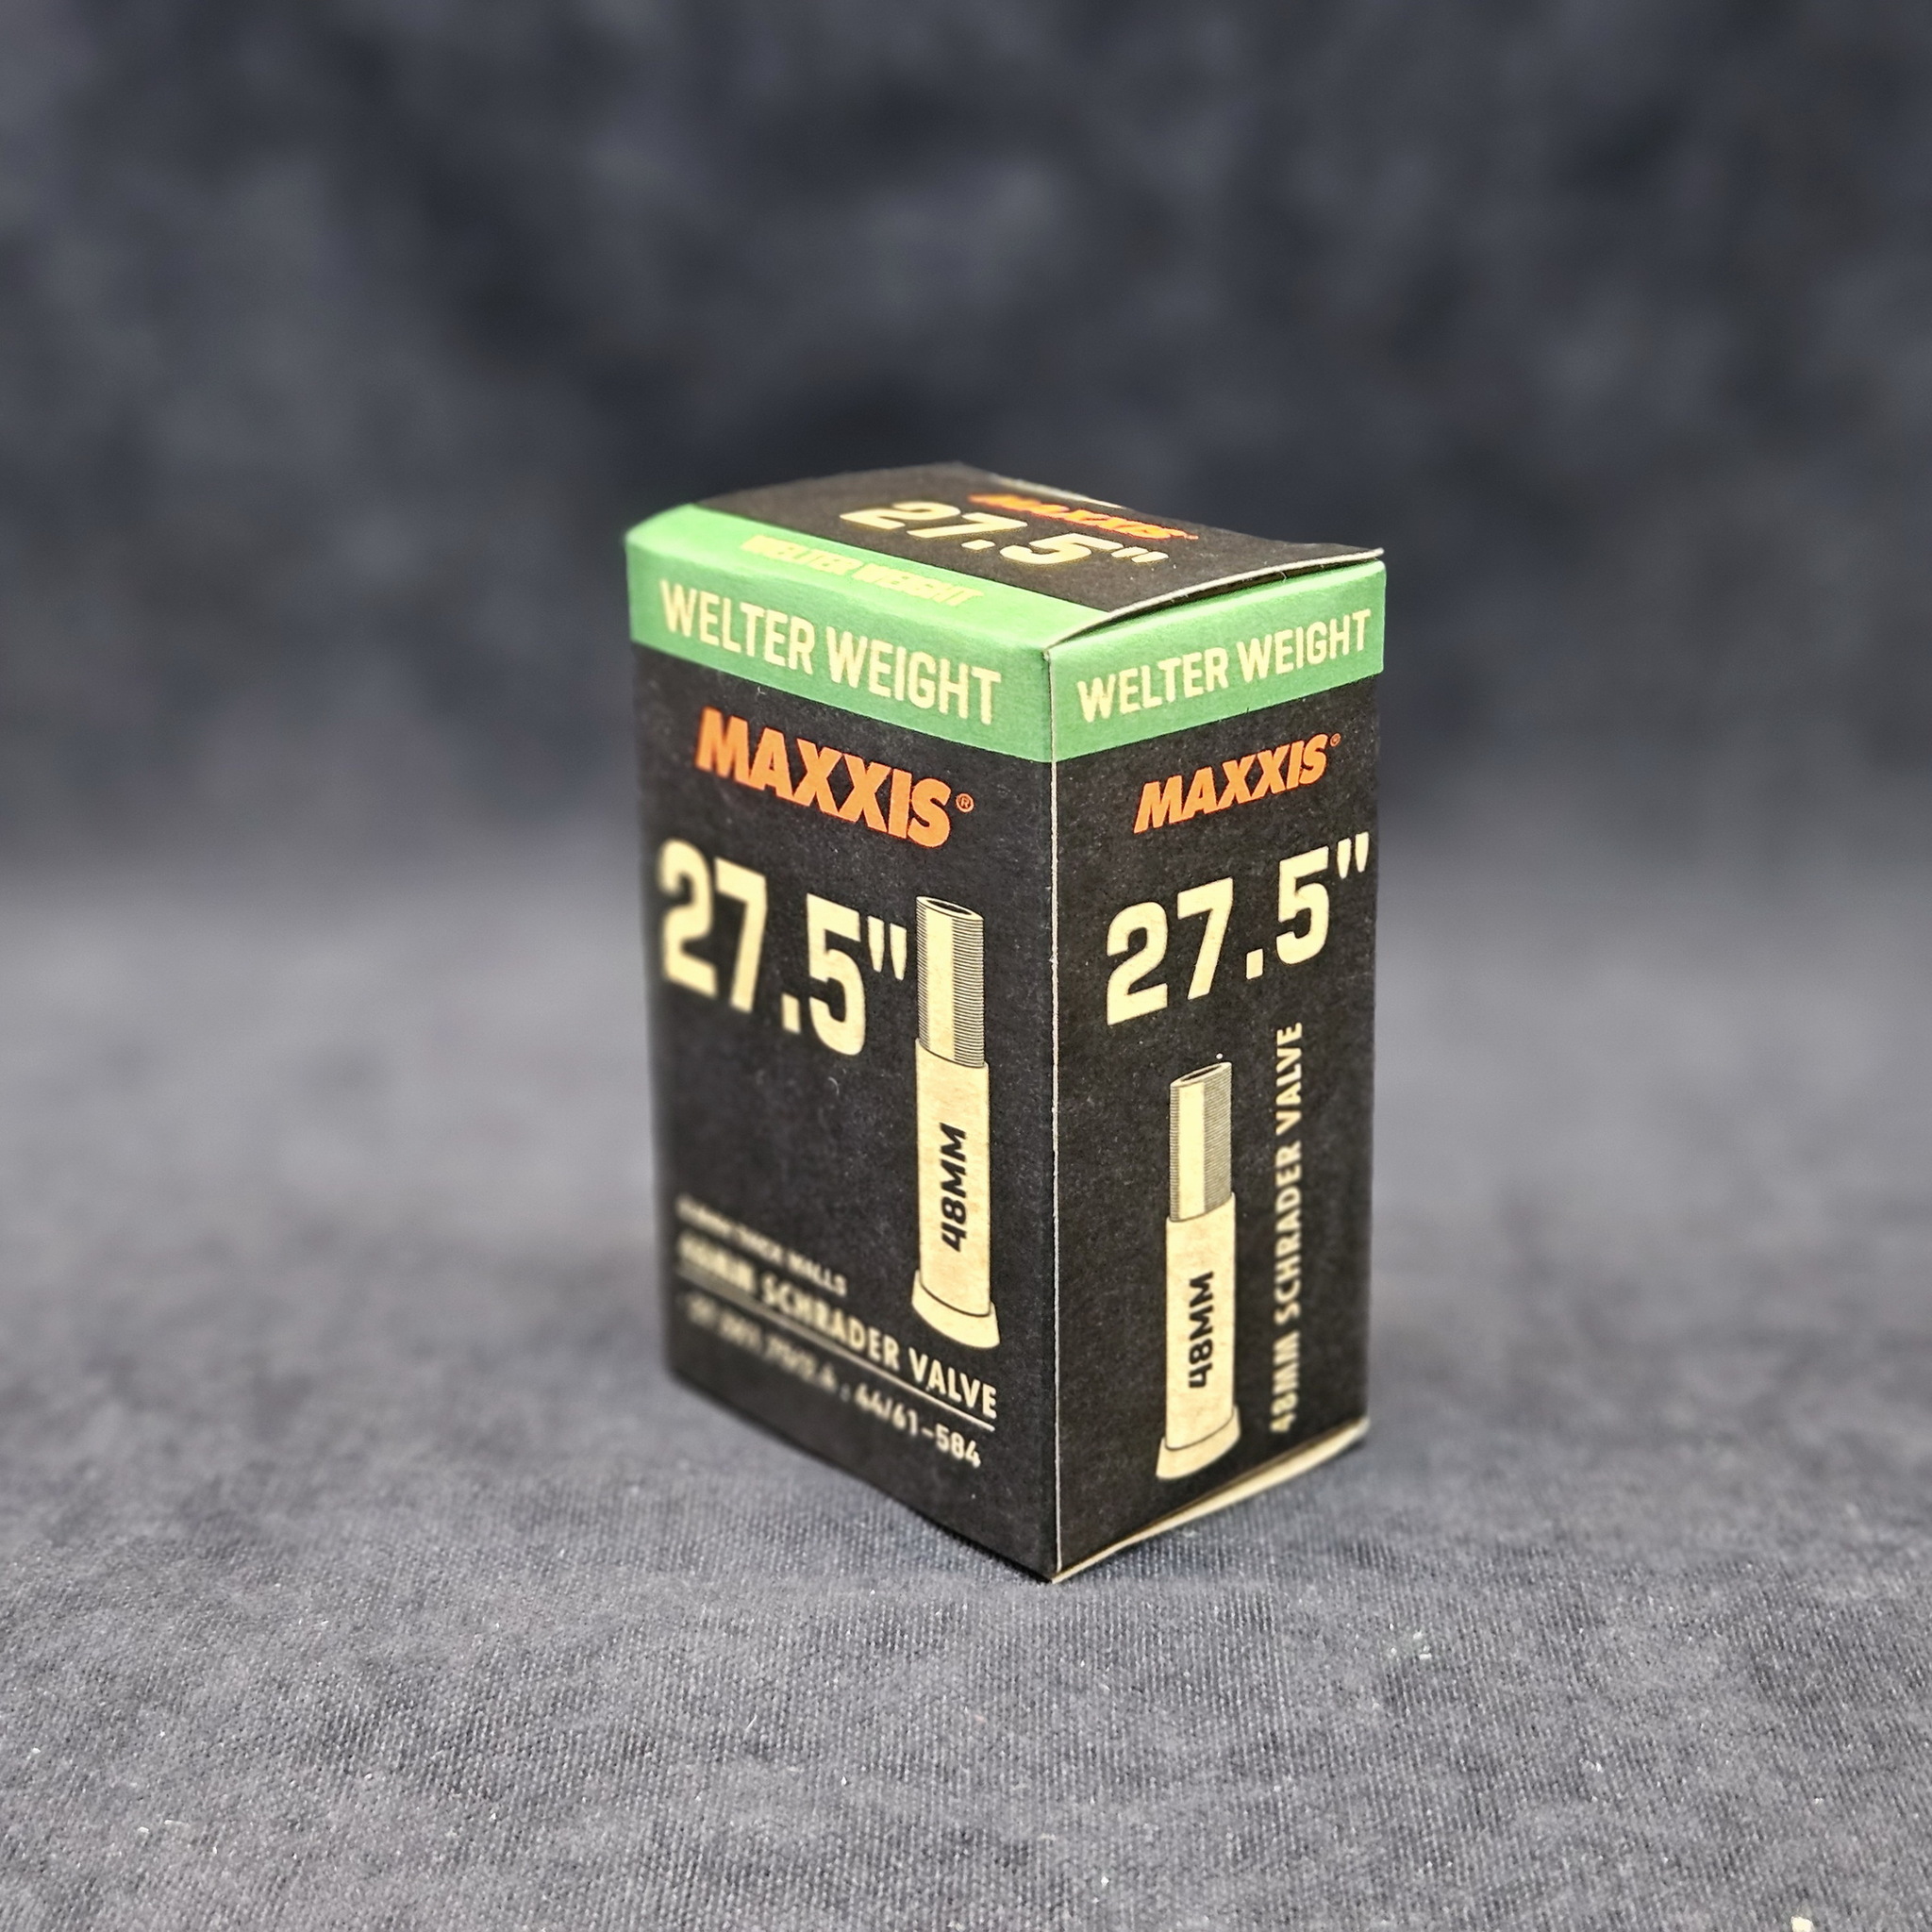 MAXXIS
27.5"
WELTER WEIGHT
WELTER WEIGHT
MAXXIS®
27.5"
48MM
WALLS
SCHRADER VALVE
44/61-584
WELTER WEIGHT
MAXXIS®
27.5"
48MM
48MM SCHRADER VALVE